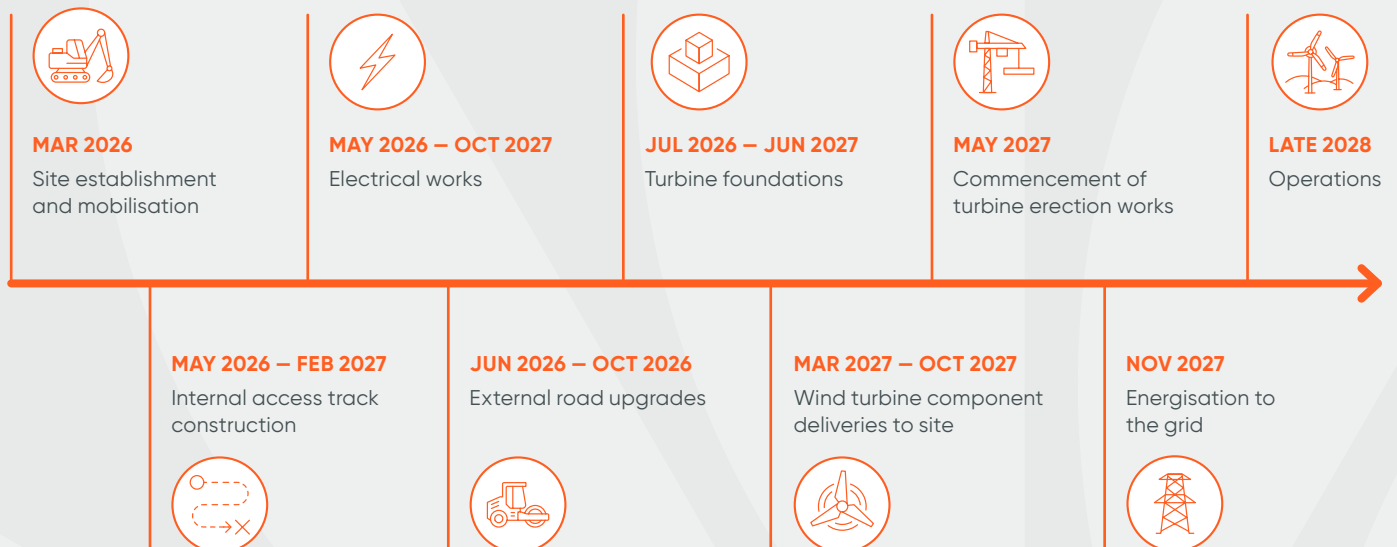 MAR 2026
Site establishment
and mobilisation
MAY 2026 — OCT 2027
Electrical works
JUL 2026 — JUN 2027
Turbine foundations
MAY 2027
Commencement of
turbine erection works
LATE 2028
Operations
MAY 2026 — FEB 2027
Internal access track
construction
JUN 2026 — OCT 2026
External road upgrades
MAR 2027 — OCT 2027
Wind turbine component
deliveries to site
NOV 2027
Energisation to
the grid